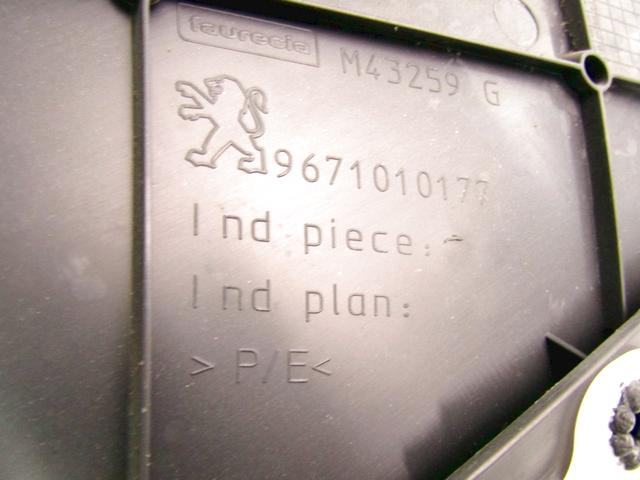 faurecia
M43259 G
9671010177
Ind piece: -
Ind plan:
> P/E<